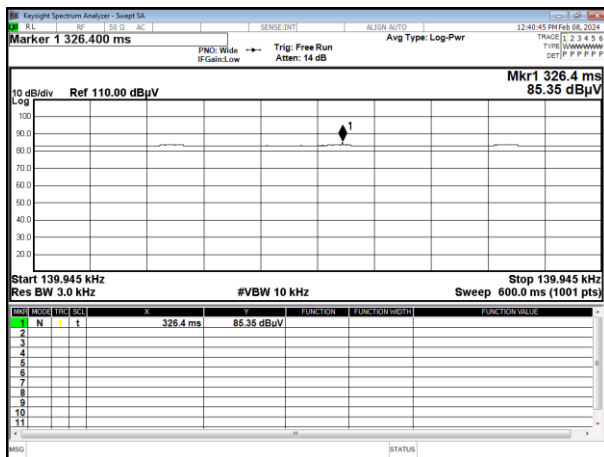 Keysight Spectrum Analyzer - Swept SA
RL RF 50 Ω AC SENSE:INT ALIGN AUTO 12:40:45 PM Feb 08, 2024
Marker 1 326.400 ms
PNO: Wide Trig: Free Run Avg Type: Log-Pwr TRACE 1 2 3 4 5 6
IFGain:Low Atten: 14 dB TYPE WWWWWW
DET P P P P P P
Mkr1 326.4 ms
10 dB/div Ref 110.00 dBµV 85.35 dBµV
Log
100
90.0
1
80.0
70.0
60.0
50.0
40.0
30.0
20.0
Start 139.945 kHz Stop 139.945 kHz
Res BW 3.0 kHz #VBW 10 kHz Sweep 600.0 ms (1001 pts)
MKR MODE TRC SCL X Y FUNCTION FUNCTION WIDTH FUNCTION VALUE
1 N 1 t 326.4 ms 85.35 dBµV
2
3
4
5
6
7
8
9
10
11
MSG STATUS